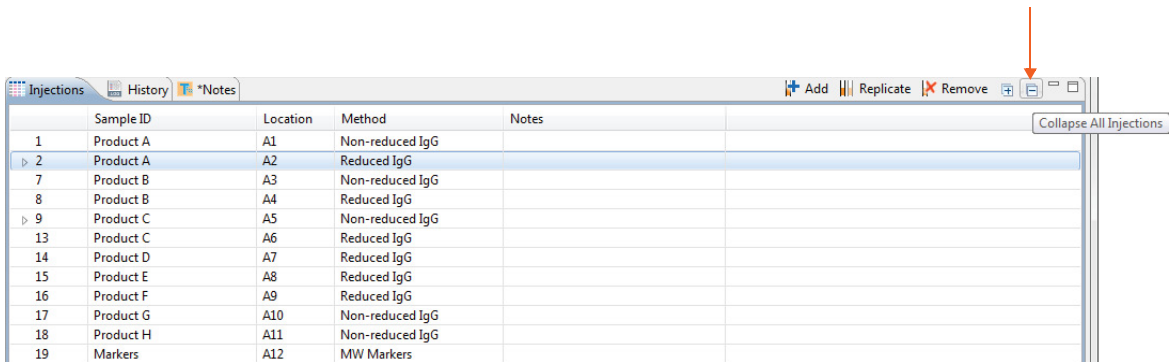 Injections History *Notes Add Replicate Remove
Collapse All Injections
Sample ID Location Method Notes
1 Product A A1 Non-reduced IgG
2 Product A A2 Reduced IgG
7 Product B A3 Non-reduced IgG
8 Product B A4 Reduced IgG
9 Product C A5 Non-reduced IgG
13 Product C A6 Reduced IgG
14 Product D A7 Reduced IgG
15 Product E A8 Reduced IgG
16 Product F A9 Reduced IgG
17 Product G A10 Non-reduced IgG
18 Product H A11 Non-reduced IgG
19 Markers A12 MW Markers